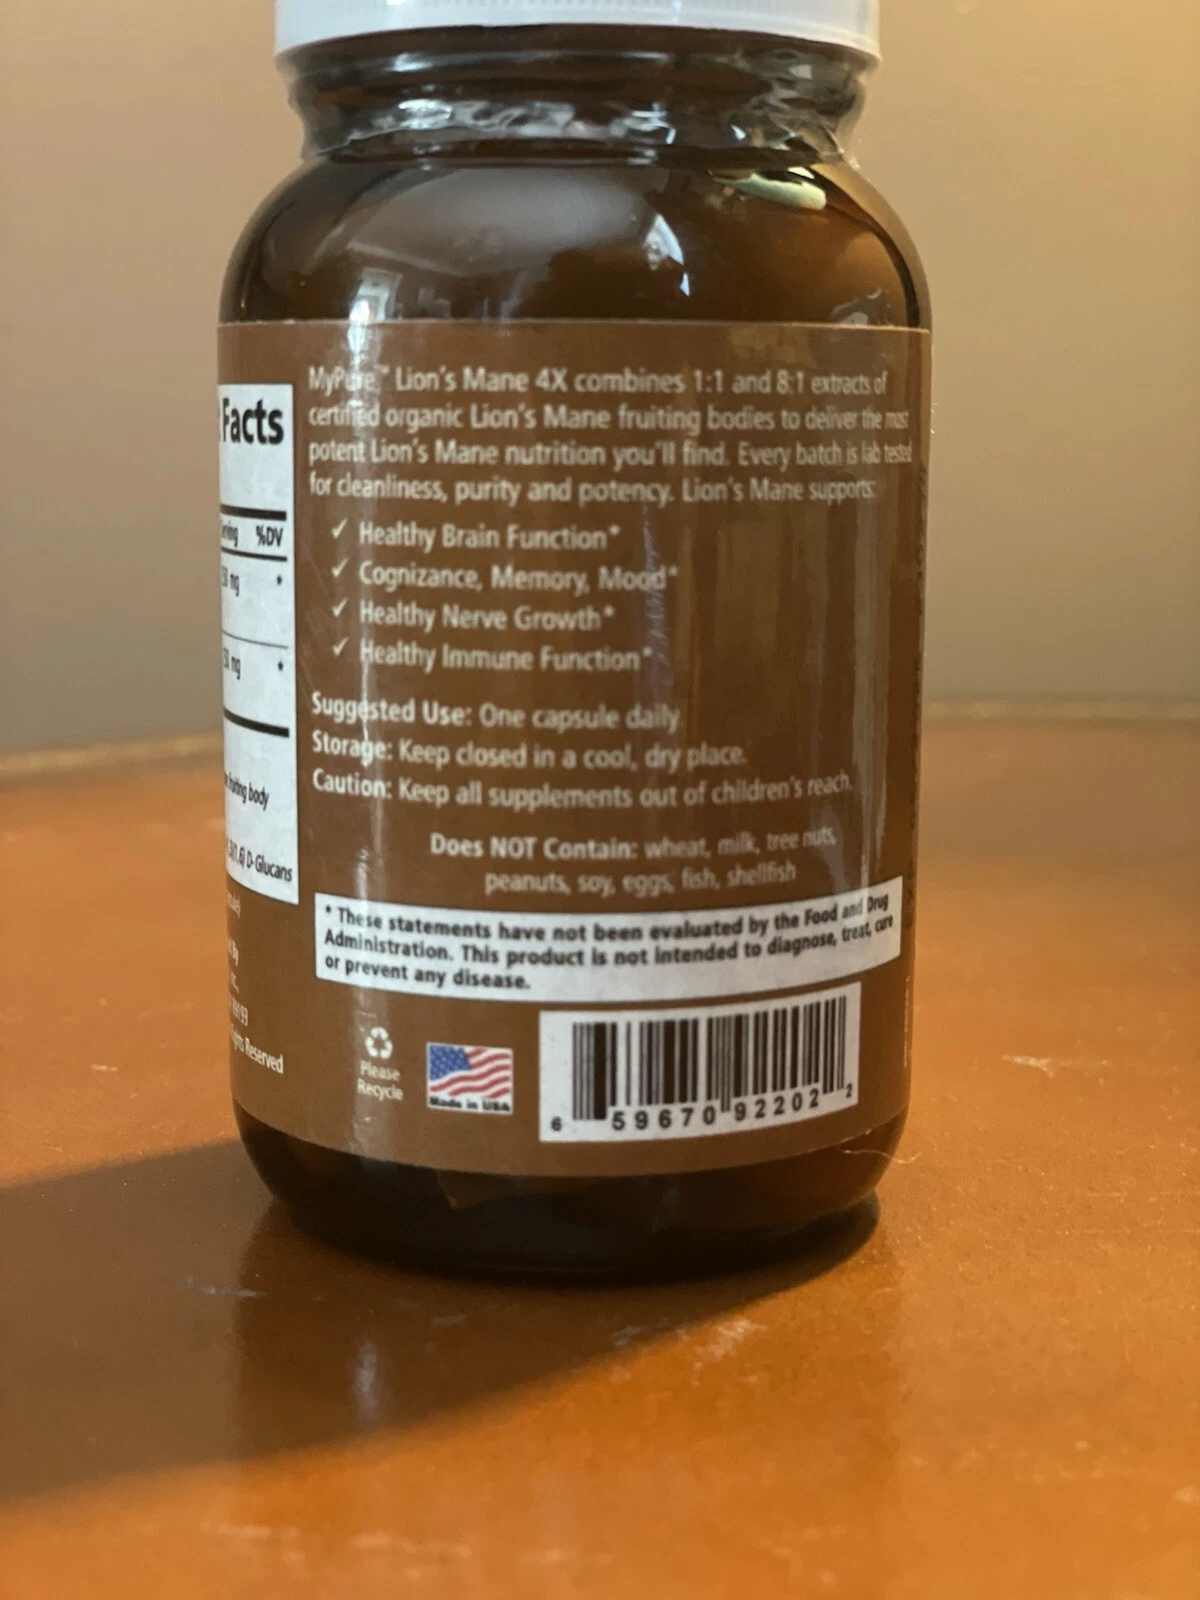 Facts
%DV
*
*
fruiting body
D-Glucans
By
Inc.
Reserved
MyPure™ Lion's Mane 4X combines 1:1 and 8:1 extracts of
certified organic Lion's Mane fruiting bodies to deliver the most
potent Lion's Mane nutrition you'll find. Every batch is lab tested
for cleanliness, purity and potency. Lion's Mane supports:
✓ Healthy Brain Function*
✓ Cognizance, Memory, Mood*
✓ Healthy Nerve Growth*
✓ Healthy Immune Function*
Suggested Use: One capsule daily
Storage: Keep closed in a cool, dry place.
Caution: Keep all supplements out of children's reach.
Does NOT Contain: wheat, milk, tree nuts,
peanuts, soy, eggs, fish, shellfish
* These statements have not been evaluated by the Food and Drug
Administration. This product is not intended to diagnose, treat, cure
or prevent any disease.
Please
Recycle
Made in USA
6 59670 92202 2